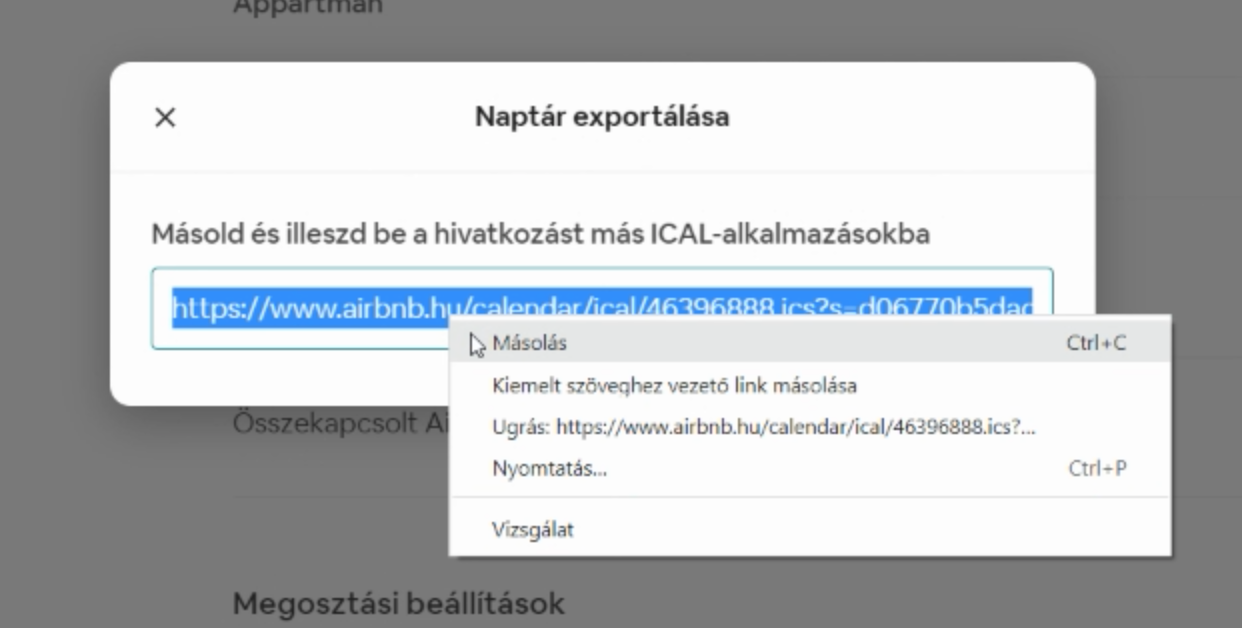 Appartman
Naptár exportálása
Másold és illeszd be a hivatkozást más ICAL-alkalmazásokba
https://www.airbnb.hu/calendar/ical/46396888.ics?s=d06770b5dad
Másolás Ctrl+C
Kiemelt szöveghez vezető link másolása
Ugrás: https://www.airbnb.hu/calendar/ical/46396888.ics?...
Összekapcsolt Ai
Nyomtatás... Ctrl+P
Vizsgálat
Megosztási beállítások